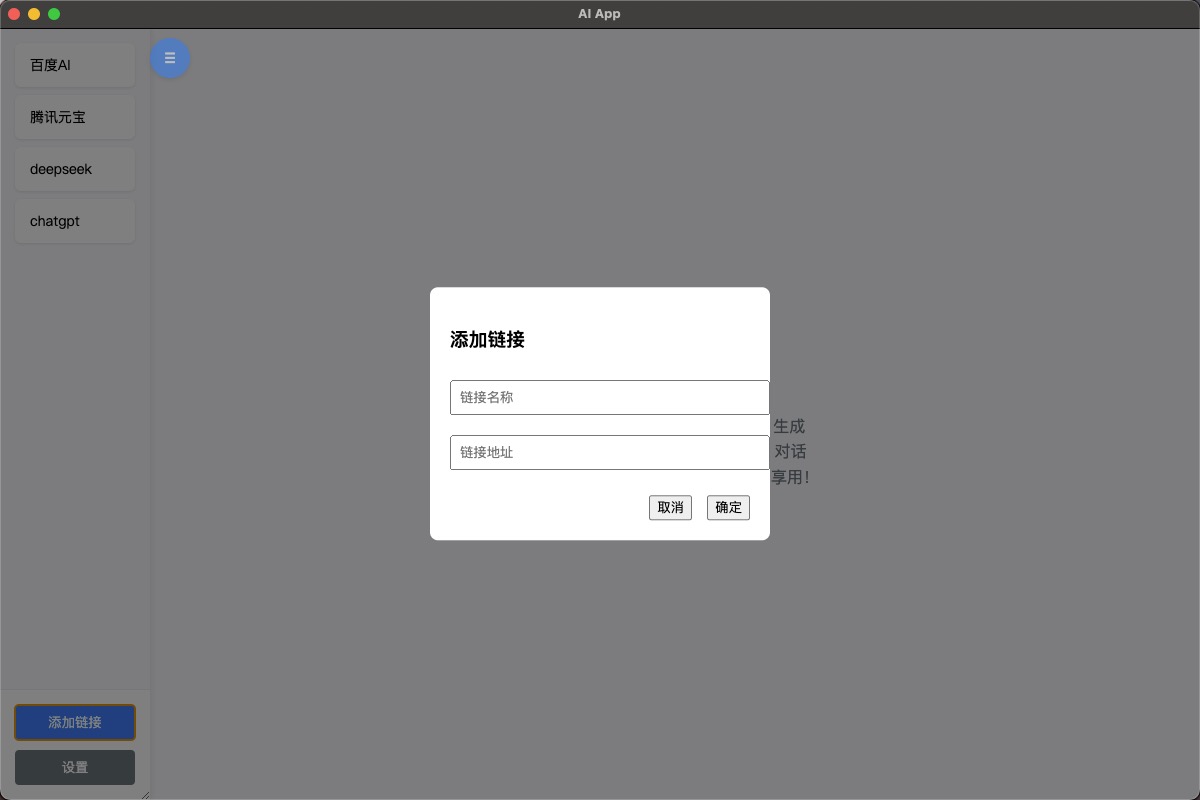 AI App
百度AI
腾讯元宝
deepseek
chatgpt
添加链接
链接名称
链接地址
生成
对话
享用！
取消
确定
添加链接
设置